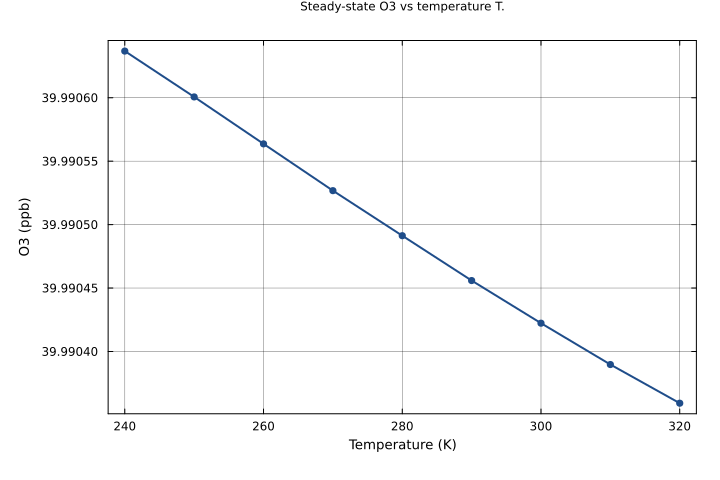 Steady-state O3 vs temperature T.
39.99060
39.99055
39.99050
39.99045
39.99040
O3 (ppb)
240 260 280 300 320
Temperature (K)